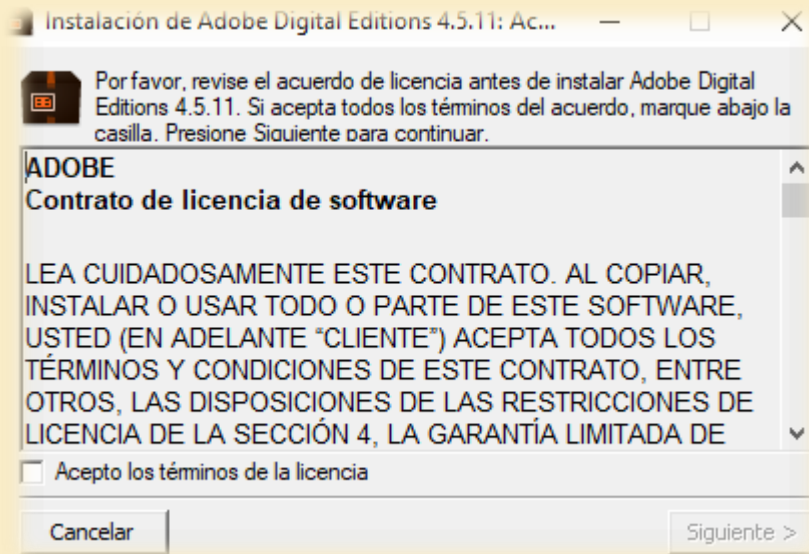 Instalación de Adobe Digital Editions 4.5.11: Ac...
Por favor, revise el acuerdo de licencia antes de instalar Adobe Digital
Editions 4.5.11. Si acepta todos los términos del acuerdo, marque abajo la
casilla. Presione Siguiente para continuar.
ADOBE
Contrato de licencia de software
LEA CUIDADOSAMENTE ESTE CONTRATO. AL COPIAR,
INSTALAR O USAR TODO O PARTE DE ESTE SOFTWARE,
USTED (EN ADELANTE “CLIENTE”) ACEPTA TODOS LOS
TÉRMINOS Y CONDICIONES DE ESTE CONTRATO, ENTRE
OTROS, LAS DISPOSICIONES DE LAS RESTRICCIONES DE
LICENCIA DE LA SECCIÓN 4, LA GARANTÍA LIMITADA DE
Acepto los términos de la licencia
Cancelar
Siguiente >